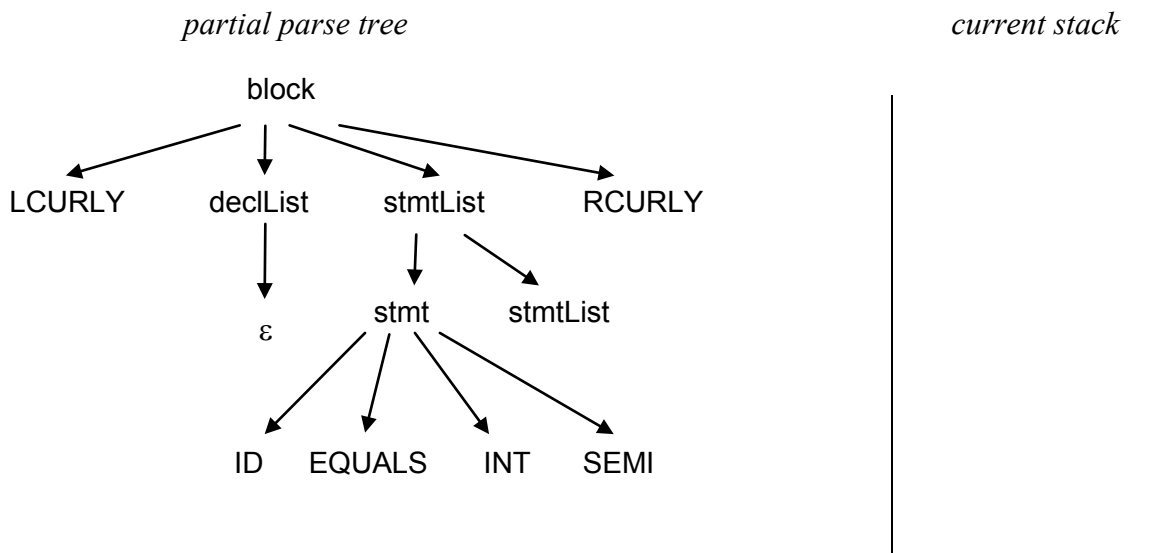 partial parse tree current stack
block
LCURLY declList stmtList RCURLY
ε stmt stmtList
ID EQUALS INT SEMI